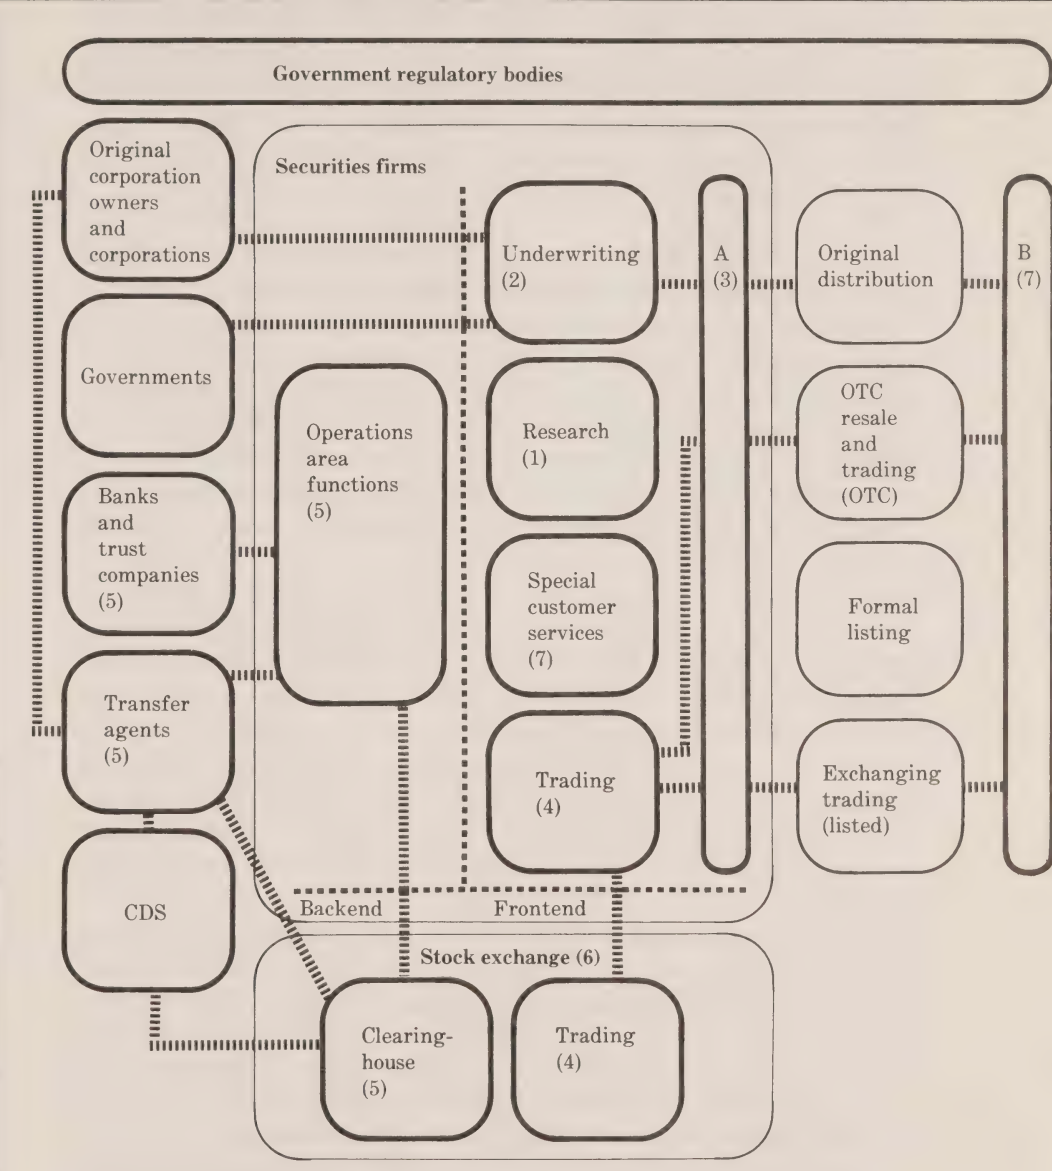 Government regulatory bodies
Original
corporation
owners
and
corporations
Governments
Banks
and
trust
companies
(5)
Transfer
agents
(5)
CDS
Securities firms
Operations
area
functions
(5)
Underwriting
(2)
Research
(1)
Special
customer
services
(7)
Trading
(4)
Backend
Frontend
A
(3)
Original
distribution
OTC
resale
and
trading
(OTC)
Formal
listing
Exchanging
trading
(listed)
B
(7)
Stock exchange (6)
Clearing-
house
(5)
Trading
(4)